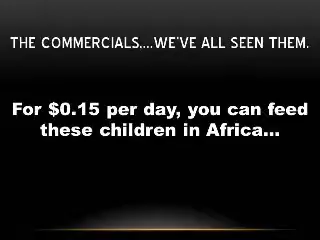 THE COMMERCIALS....WE'VE ALL SEEN THEM.
For $0.15 per day, you can feed
these children in Africa...